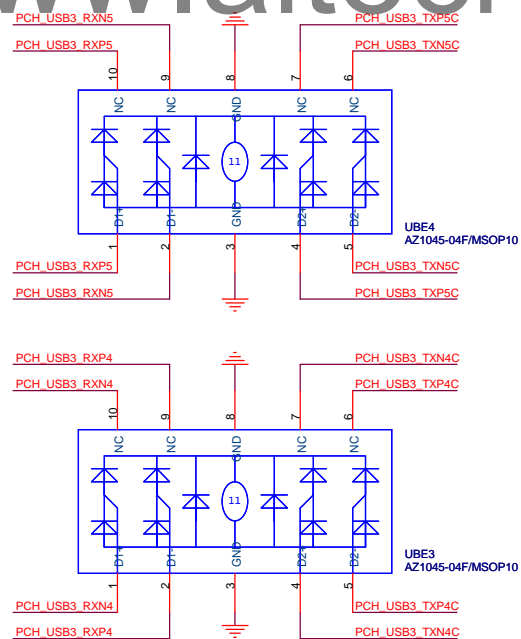 PCH_USB3_RXN5 PCH_USB3_TXP5C
PCH_USB3_RXP5 PCH_USB3_TXN5C
10 9 8 7 6
NC NC GND NC NC
11
D1+ D1- GND D2+ D2-
UBE4
AZ1045-04F/MSOP10
1 2 3 4 5
PCH_USB3_RXP5 PCH_USB3_TXN5C
PCH_USB3_RXN5 PCH_USB3_TXP5C
PCH_USB3_RXP4 PCH_USB3_TXN4C
PCH_USB3_RXN4 PCH_USB3_TXP4C
10 9 8 7 6
NC NC GND NC NC
11
D1+ D1- GND D2+ D2-
UBE3
AZ1045-04F/MSOP10
1 2 3 4 5
PCH_USB3_RXN4 PCH_USB3_TXP4C
PCH_USB3_RXP4 PCH_USB3_TXN4C